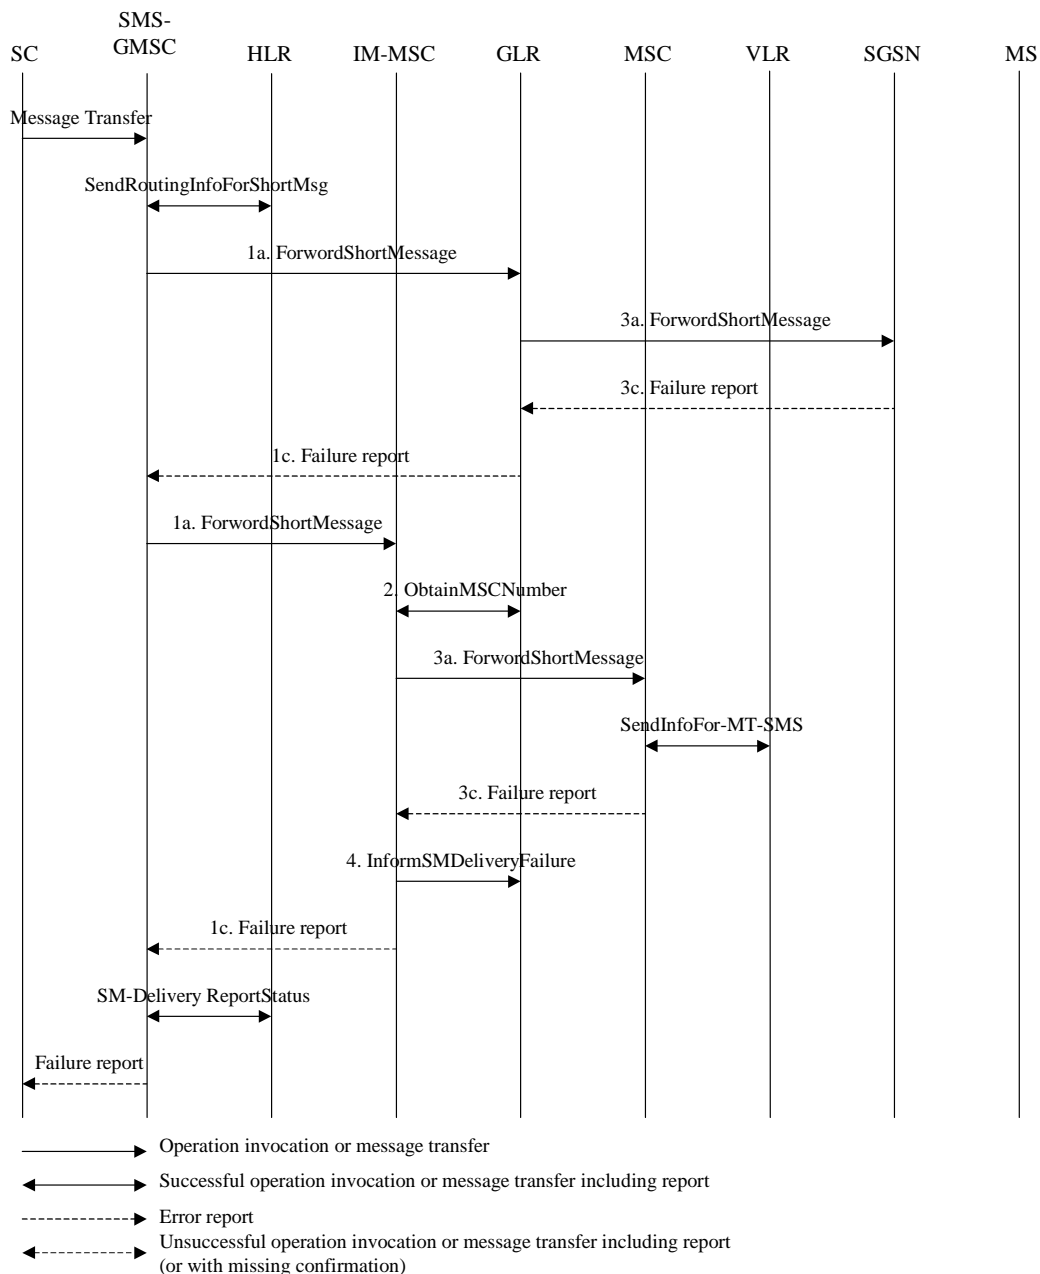 SC
SMS-
GMSC
HLR
IM-MSC
GLR
MSC
VLR
SGSN
MS
Message Transfer
SendRoutingInfoForShortMsg
1a. ForwordShortMessage
3a. ForwordShortMessage
3c. Failure report
1c. Failure report
1a. ForwordShortMessage
2. ObtainMSCNumber
3a. ForwordShortMessage
SendInfoFor-MT-SMS
3c. Failure report
4. InformSMDeliveryFailure
1c. Failure report
SM-Delivery ReportStatus
Failure report
Operation invocation or message transfer
Successful operation invocation or message transfer including report
Error report
Unsuccessful operation invocation or message transfer including report
(or with missing confirmation)